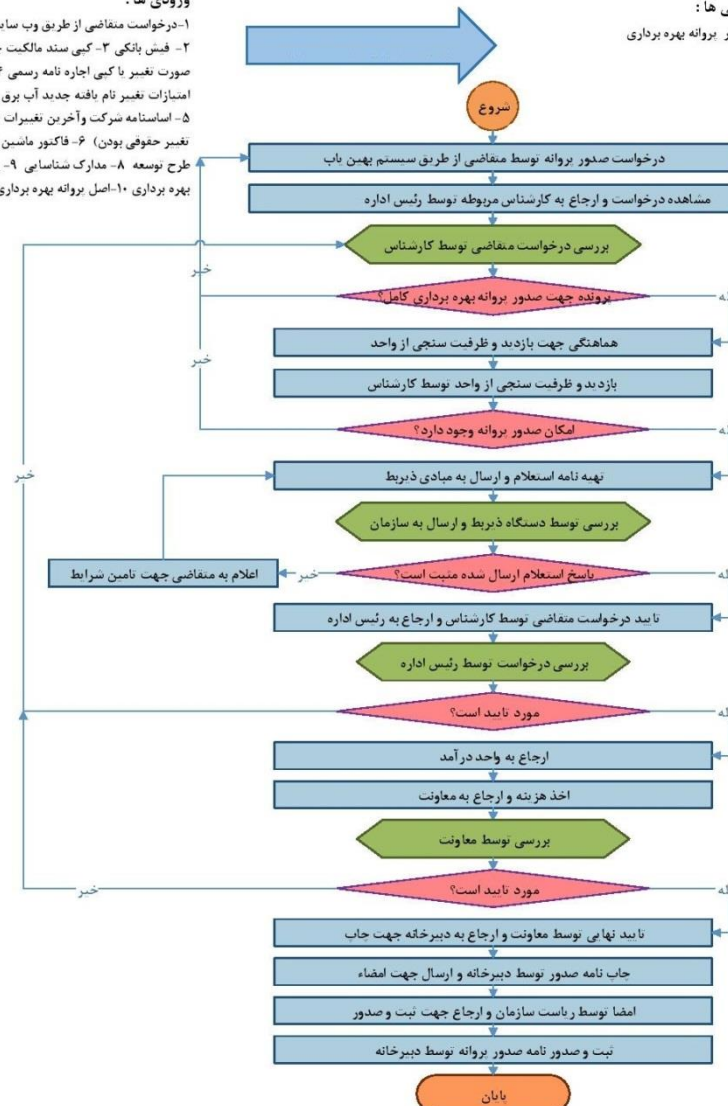 ورودی ها :
۱-درخواست متقاضی از طریق وب سای
۲- فیش بانکی ۳- کپی سند مالکیت
صورت تغییر یا کپی اجاره نامه رسمی ۴
امتیازات تغییر نام یافته جدید آب برق
۵- اساسنامه شرکت وآخرین تغییرات
تغییر حقوقی بودن) ۶- فاکتور ماشین
طرح توسعه ۸- مدارک شناسایی ۹-
بهره برداری ۱۰-اصل پروانه بهره برداری
ی ها :
ر پروانه بهره برداری
شروع
درخواست صدور پروانه توسط متقاضی از طریق سیستم بهین یاب
مشاهده درخواست و ارجاع به کارشناس مربوطه توسط رئیس اداره
بررسی درخواست متقاضی توسط کارشناس
خیر
پرونده جهت صدور پروانه بهره برداری کامل؟
له
هماهنگی جهت بازدید و ظرفیت سنجی از واحد
خیر
بازدید و ظرفیت سنجی از واحد توسط کارشناس
امکان صدور پروانه وجود دارد؟
له
خیر
تهیه نامه استعلام و ارسال به مبادی ذیربط
بررسی توسط دستگاه ذیربط و ارسال به سازمان
پاسخ استعلام ارسال شده مثبت است؟
له
خیر
اعلام به متقاضی جهت تامین شرایط
تایید درخواست متقاضی توسط کارشناس و ارجاع به رئیس اداره
بررسی درخواست توسط رئیس اداره
مورد تایید است؟
له
ارجاع به واحد درآمد
اخذ هزینه و ارجاع به معاونت
بررسی توسط معاونت
مورد تایید است؟
له
خیر
تایید نهایی توسط معاونت و ارجاع به دبیرخانه جهت چاپ
چاپ نامه صدور توسط دبیرخانه و ارسال جهت امضاء
امضا توسط ریاست سازمان و ارجاع جهت ثبت و صدور
ثبت و صدور نامه صدور پروانه توسط دبیرخانه
پایان